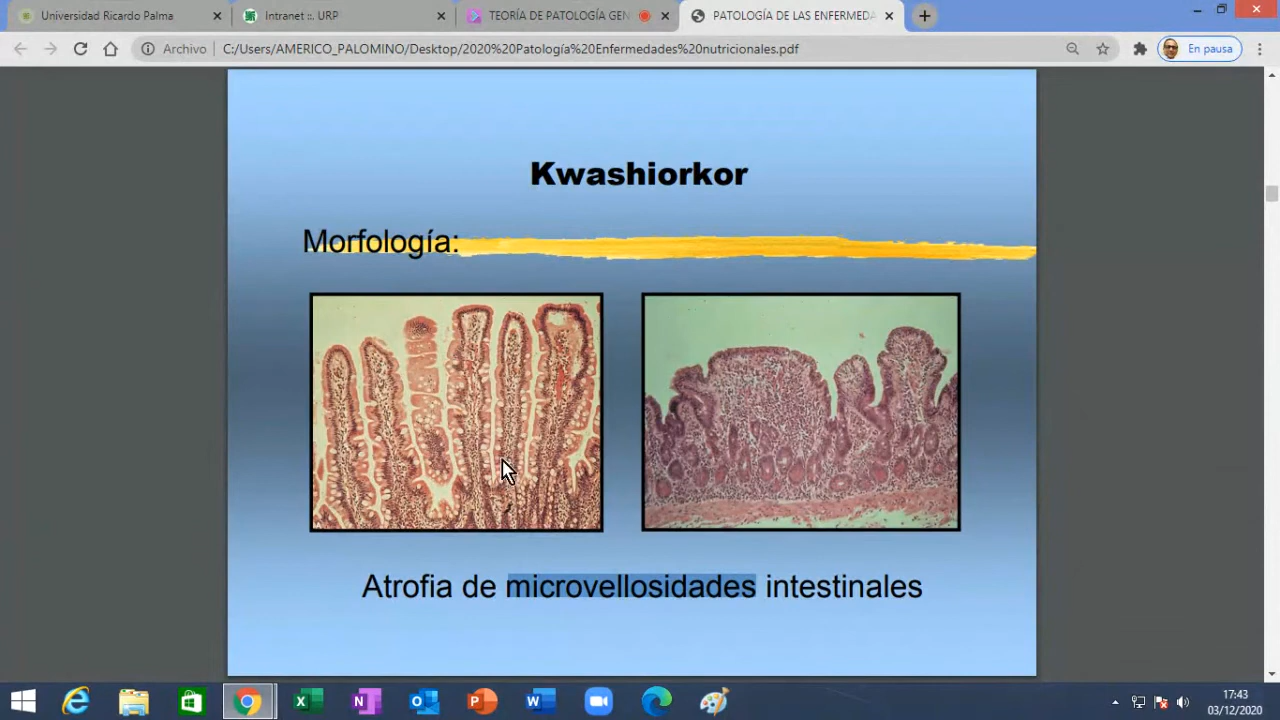 Universidad Ricardo Palma
Intranet ::. URP
TEORÍA DE PATOLOGÍA GEN
PATOLOGÍA DE LAS ENFERMEDA
Archivo
C:/Users/AMERICO_PALOMINO/Desktop/2020%20Patología%20Enfermedades%20nutricionales.pdf
En pausa
Kwashiorkor
Morfología:
Atrofia de microvellosidades intestinales
17:43
03/12/2020